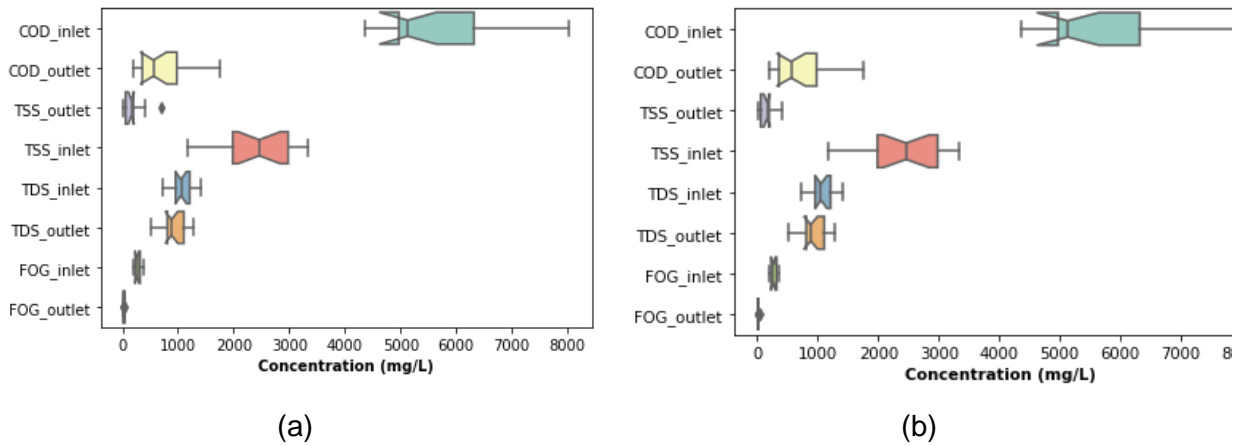 COD_inlet
COD_outlet
TSS_outlet
TSS_inlet
TDS_inlet
TDS_outlet
FOG_inlet
FOG_outlet
0 1000 2000 3000 4000 5000 6000 7000 8000
Concentration (mg/L)
(a)
COD_inlet
COD_outlet
TSS_outlet
TSS_inlet
TDS_inlet
TDS_outlet
FOG_inlet
FOG_outlet
0 1000 2000 3000 4000 5000 6000 7000 8
Concentration (mg/L)
(b)